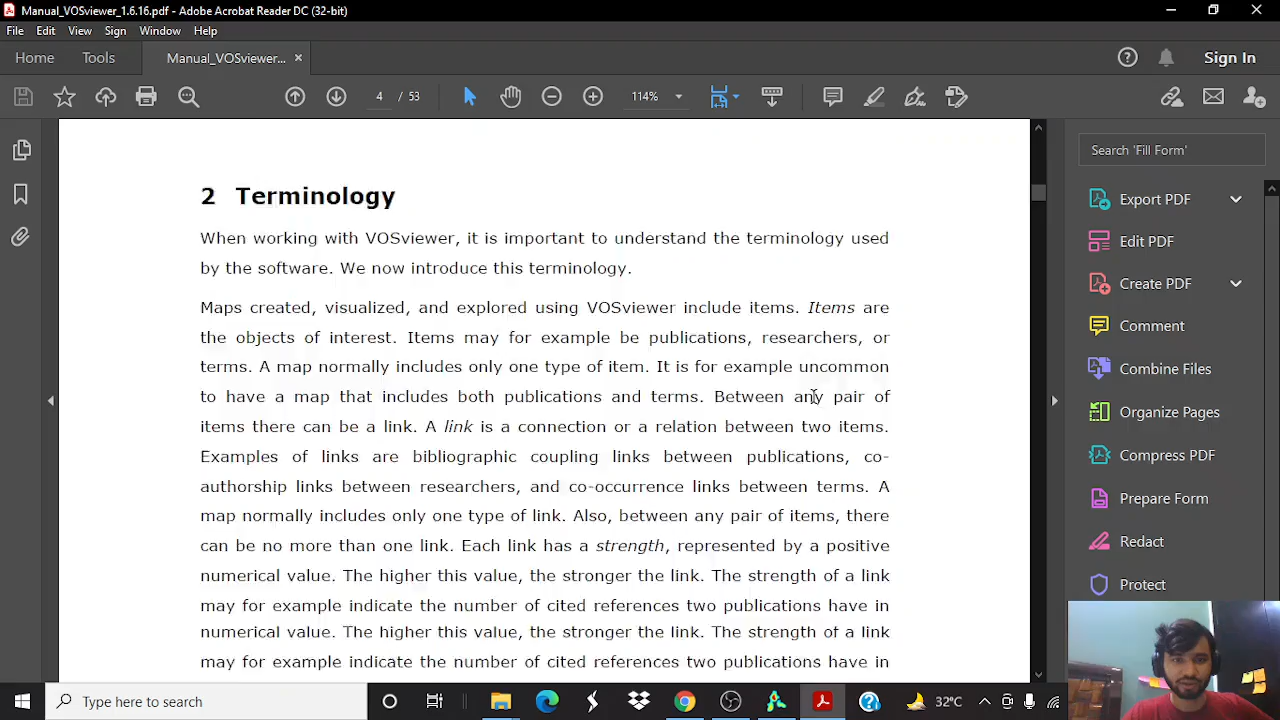 Manual_VOSviewer_1.6.16.pdf - Adobe Acrobat Reader DC (32-bit)
File Edit View Sign Window Help
Home Tools Manual_VOSviewer... × Sign In
4 / 53 114%
Search 'Fill Form'
2 Terminology
When working with VOSviewer, it is important to understand the terminology used
by the software. We now introduce this terminology.
Maps created, visualized, and explored using VOSviewer include items. Items are
the objects of interest. Items may for example be publications, researchers, or
terms. A map normally includes only one type of item. It is for example uncommon
to have a map that includes both publications and terms. Between any pair of
items there can be a link. A link is a connection or a relation between two items.
Examples of links are bibliographic coupling links between publications, co-
authorship links between researchers, and co-occurrence links between terms. A
map normally includes only one type of link. Also, between any pair of items, there
can be no more than one link. Each link has a strength, represented by a positive
numerical value. The higher this value, the stronger the link. The strength of a link
may for example indicate the number of cited references two publications have in
numerical value. The higher this value, the stronger the link. The strength of a link
may for example indicate the number of cited references two publications have in
Export PDF
Edit PDF
Create PDF
Comment
Combine Files
Organize Pages
Compress PDF
Prepare Form
Redact
Protect
Type here to search
32°C